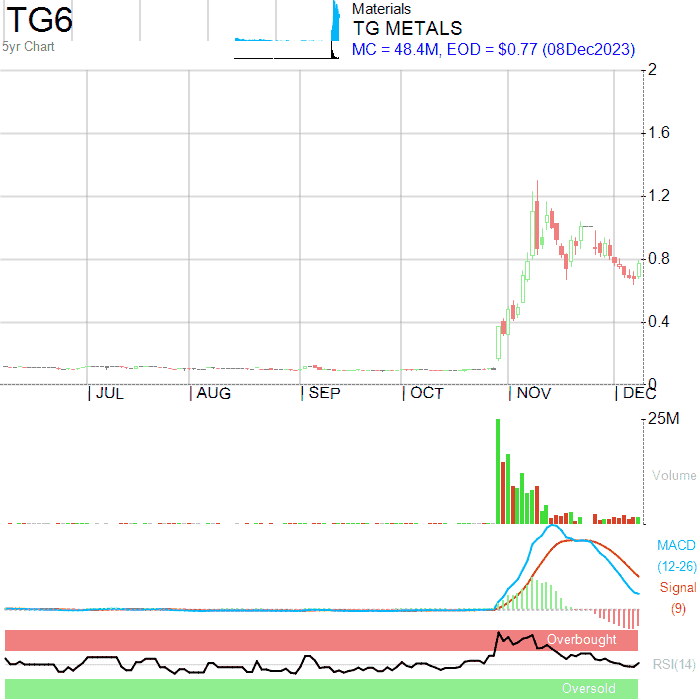 TG6
5yr Chart
Materials
TG METALS
MC = 48.4M, EOD = $0.77 (08Dec2023)
2
1.6
1.2
0.8
0.4
0
JUL
AUG
SEP
OCT
NOV
DEC
25M
Volume
MACD
(12-26)
Signal
(9)
Overbought
RSI(14)
Oversold